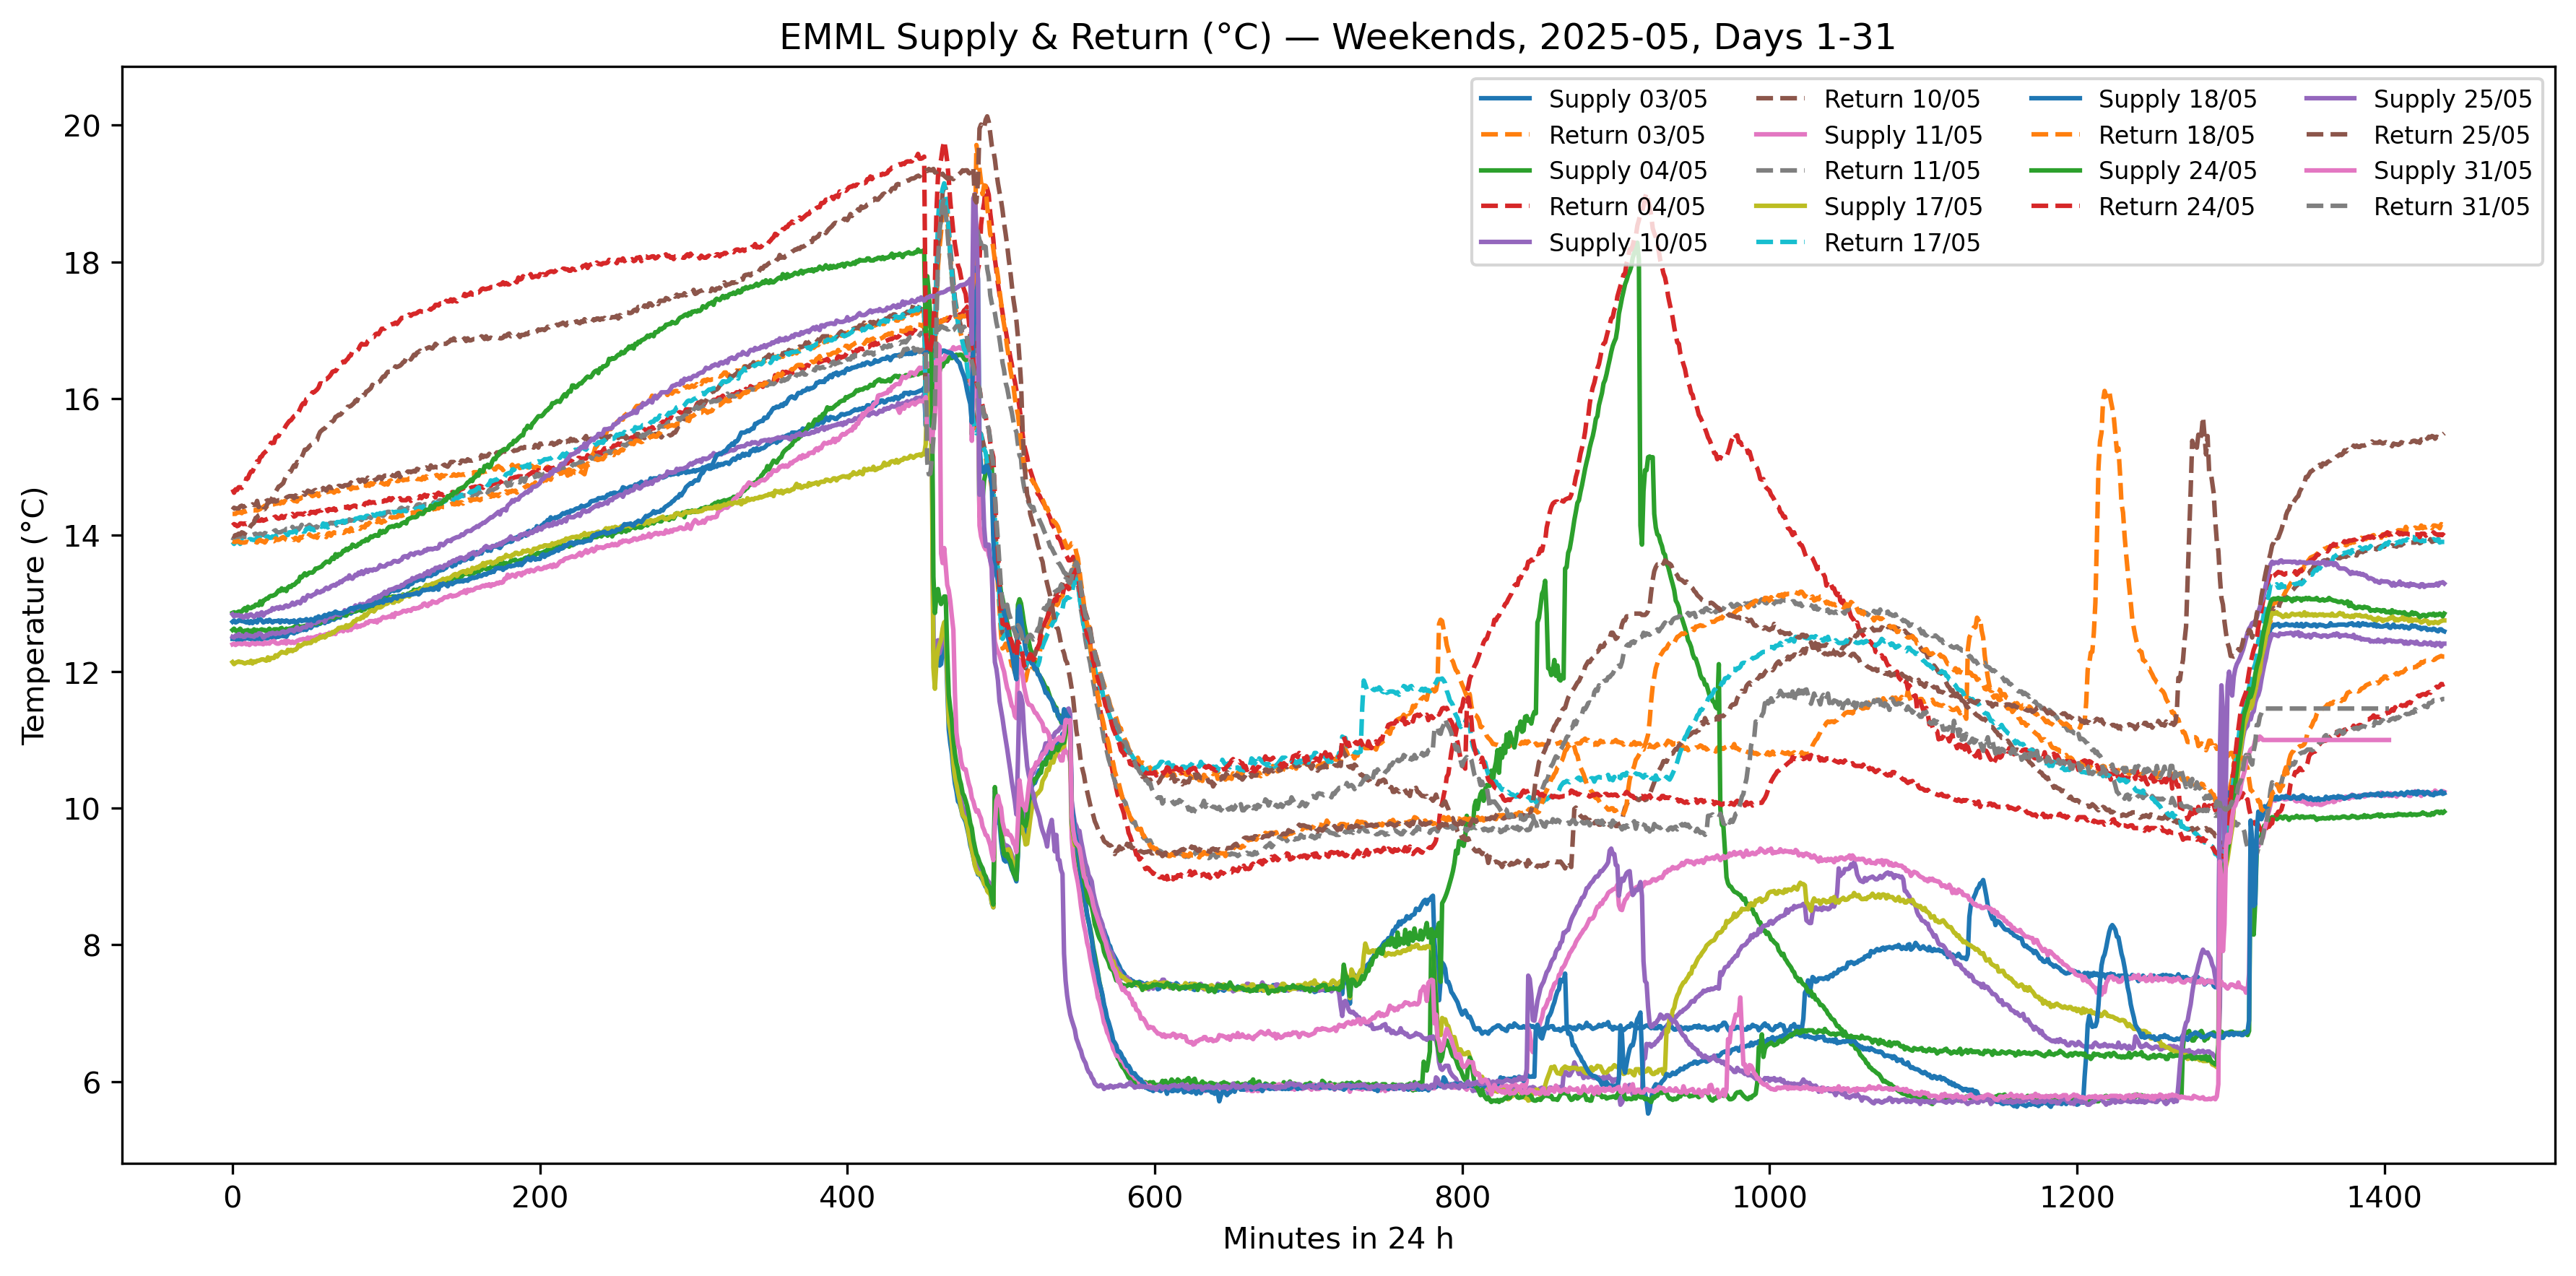 EMML Supply & Return (°C) — Weekends, 2025-05, Days 1-31
Supply 03/05
Return 03/05
Supply 04/05
Return 04/05
Supply 10/05
Return 10/05
Supply 11/05
Return 11/05
Supply 17/05
Return 17/05
Supply 18/05
Return 18/05
Supply 24/05
Return 24/05
Supply 25/05
Return 25/05
Supply 31/05
Return 31/05
Temperature (°C)
20
18
16
14
12
10
8
6
0
200
400
600
800
1000
1200
1400
Minutes in 24 h